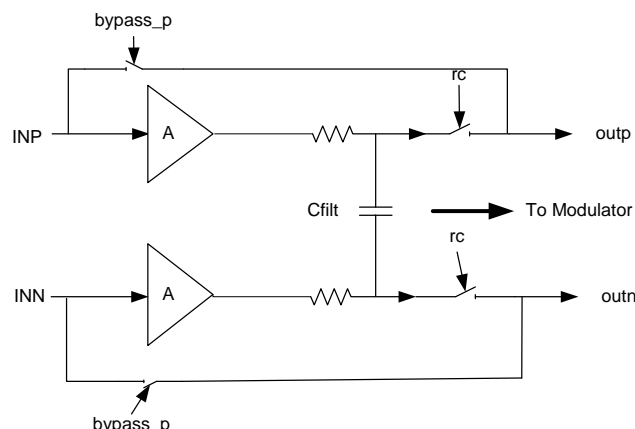 bypass_p
rc
INP
A
outp
Cfilt
To Modulator
rc
INN
A
outn
bypass_p